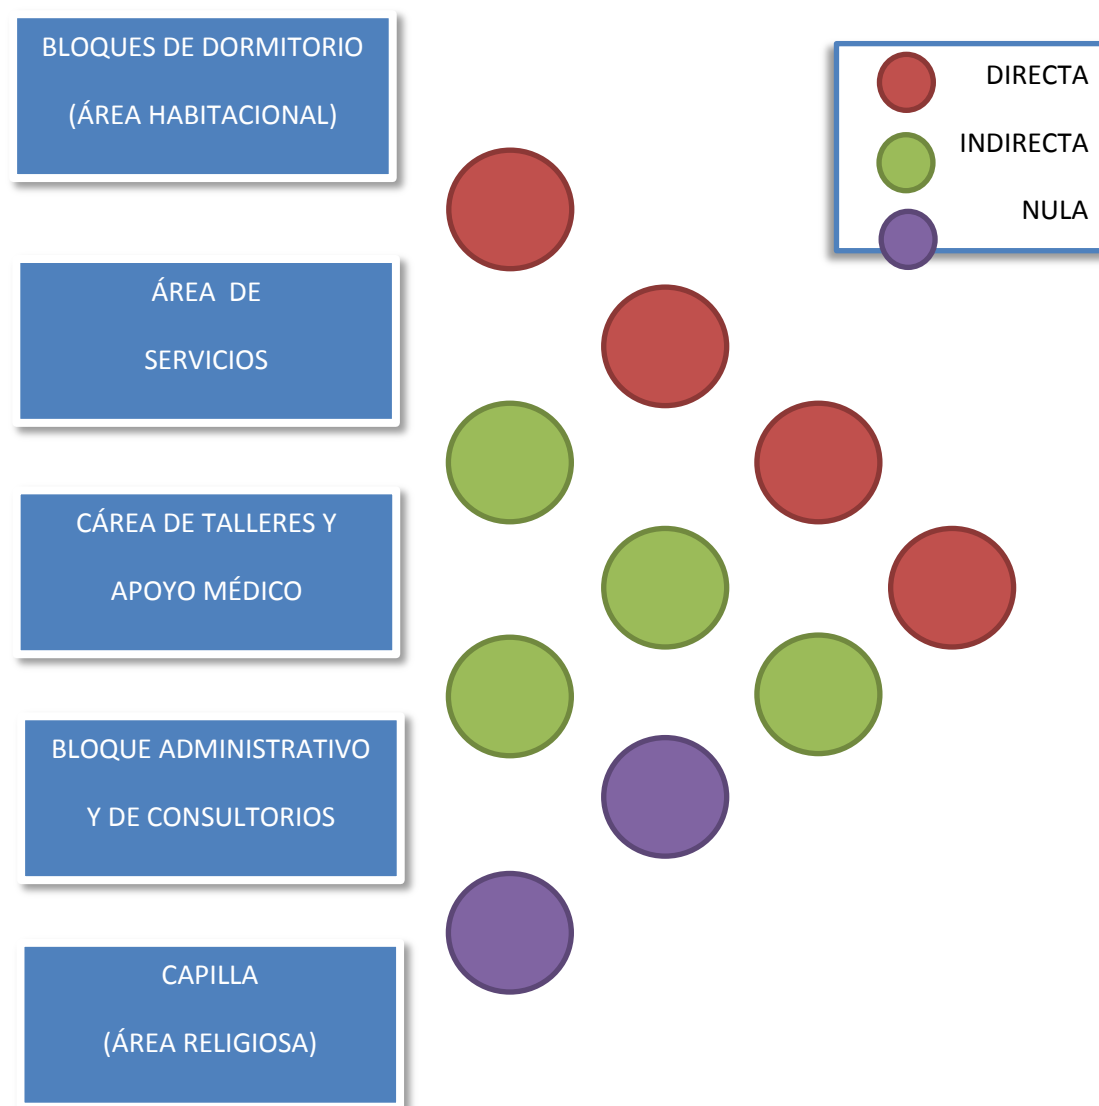 BLOQUES DE DORMITORIO
(ÁREA HABITACIONAL)
DIRECTA
INDIRECTA
NULA
ÁREA  DE
SERVICIOS
CÁREA DE TALLERES Y
APOYO MÉDICO
BLOQUE ADMINISTRATIVO
Y DE CONSULTORIOS
CAPILLA
(ÁREA RELIGIOSA)